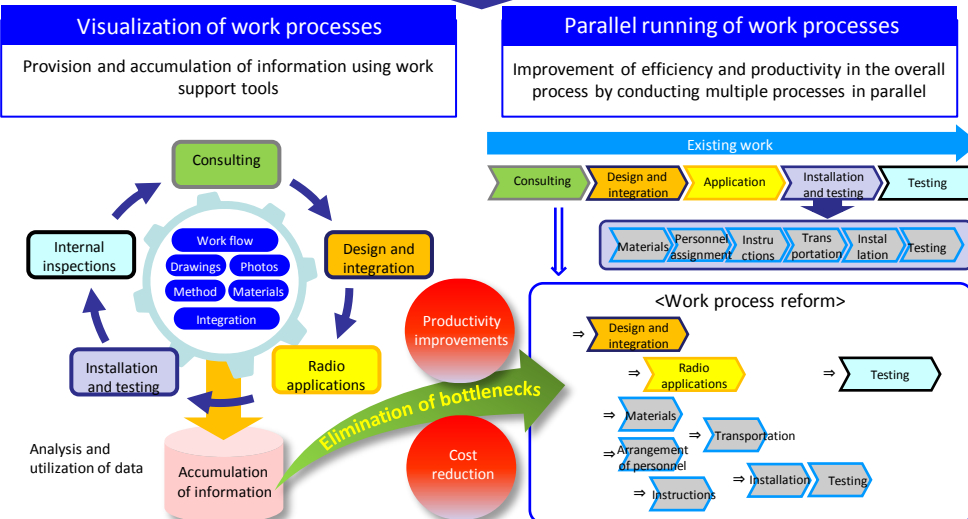 Visualization of work processes
Provision and accumulation of information using work
support tools
Consulting
Internal
inspections
Work flow
Drawings
Photos
Method
Materials
Integration
Design and
integration
Installation
and testing
Radio
applications
Analysis and
utilization of data
Accumulation
of information
Elimination of bottlenecks
Productivity
improvements
Cost
reduction
Parallel running of work processes
Improvement of efficiency and productivity in the overall
process by conducting multiple processes in parallel
Existing work
Consulting
Design and
integration
Application
Installation
and testing
Testing
Materials
Personnel
assignment
Instru
ctions
Trans
portation
Instal
lation
Testing
<Work process reform>
⇒ Design and
integration
⇒ Radio
applications
⇒ Testing
⇒ Materials
⇒ Transportation
⇒ Arrangement
of personnel
⇒ Instructions
⇒ Installation
Testing